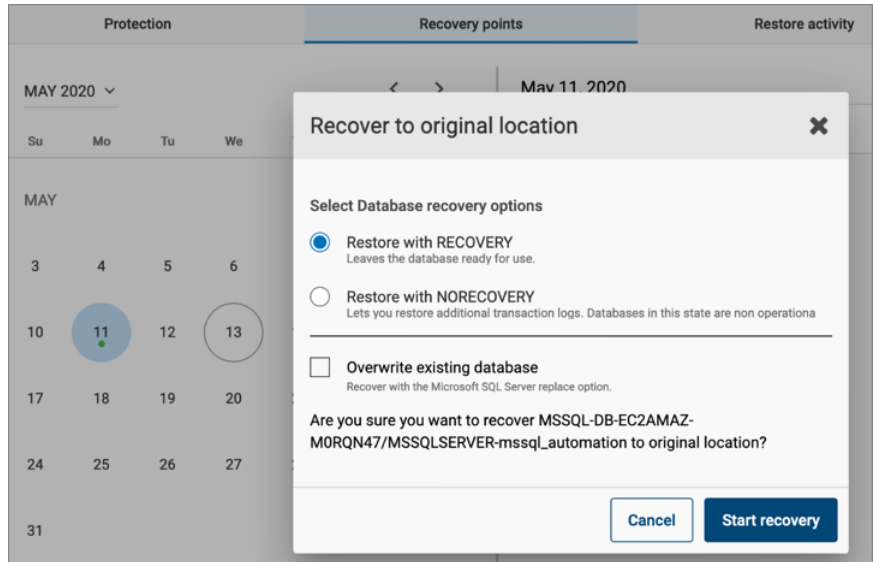 Protection Recovery points Restore activity
MAY 2020 < > May 11, 2020
Su Mo Tu We
MAY
3 4 5 6
10 11 12 13
17 18 19 20
24 25 26 27
31
Recover to original location
Select Database recovery options
Restore with RECOVERY
Leaves the database ready for use.
Restore with NORECOVERY
Lets you restore additional transaction logs. Databases in this state are non operationa
Overwrite existing database
Recover with the Microsoft SQL Server replace option.
Are you sure you want to recover MSSQL-DB-EC2AMAZ-
M0RQN47/MSSQLSERVER-mssql_automation to original location?
Cancel Start recovery